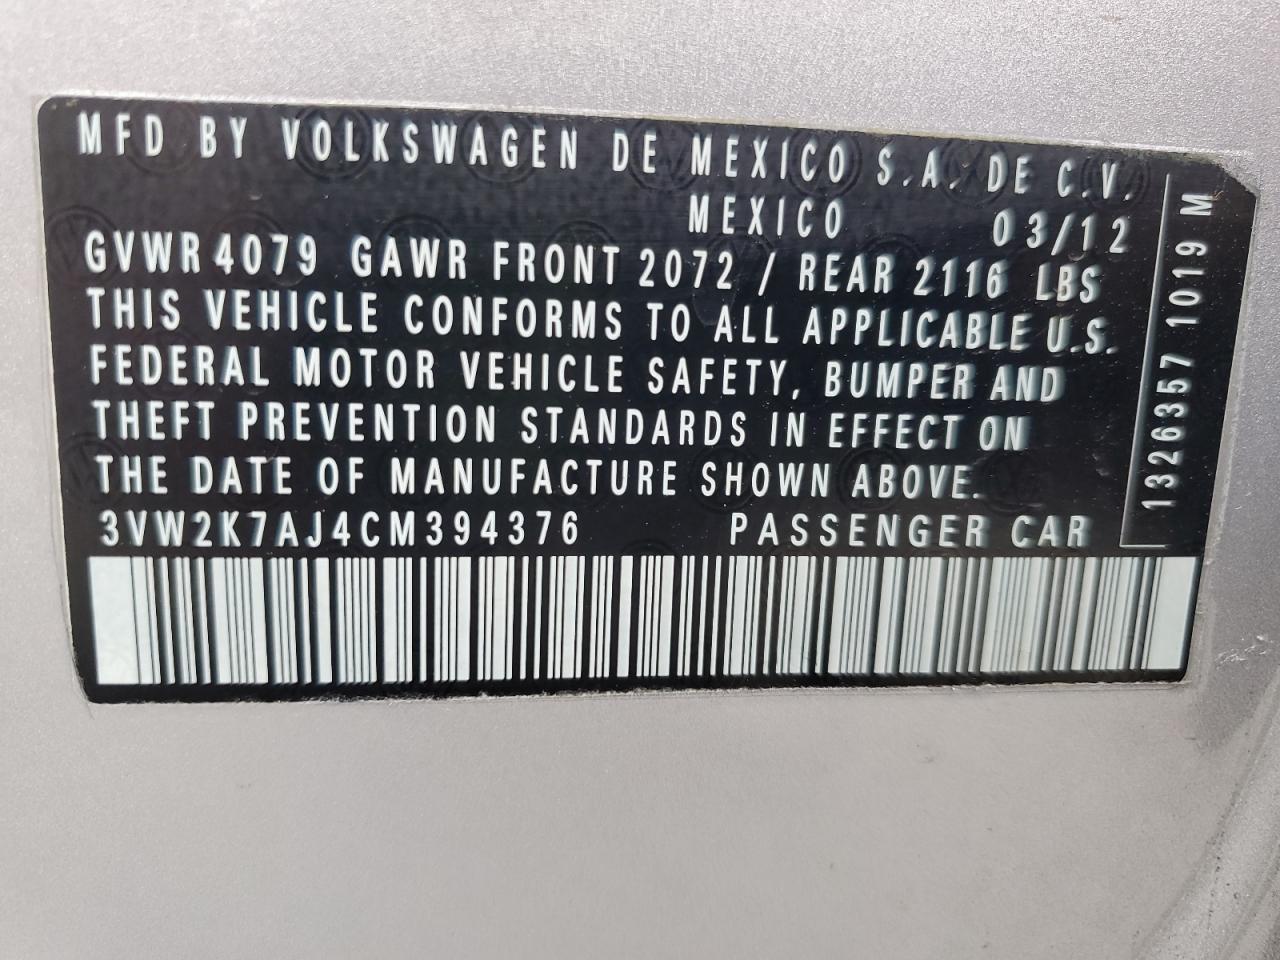 MFD BY VOLKSWAGEN DE MEXICO S.A. DE C.V.
MEXICO 03/12
GVWR 4079 GAWR FRONT 2072 / REAR 2116 LBS
THIS VEHICLE CONFORMS TO ALL APPLICABLE U.S.
FEDERAL MOTOR VEHICLE SAFETY, BUMPER AND
THEFT PREVENTION STANDARDS IN EFFECT ON
THE DATE OF MANUFACTURE SHOWN ABOVE.
3VW2K7AJ4CM394376 PASSENGER CAR
1326357 1019 M